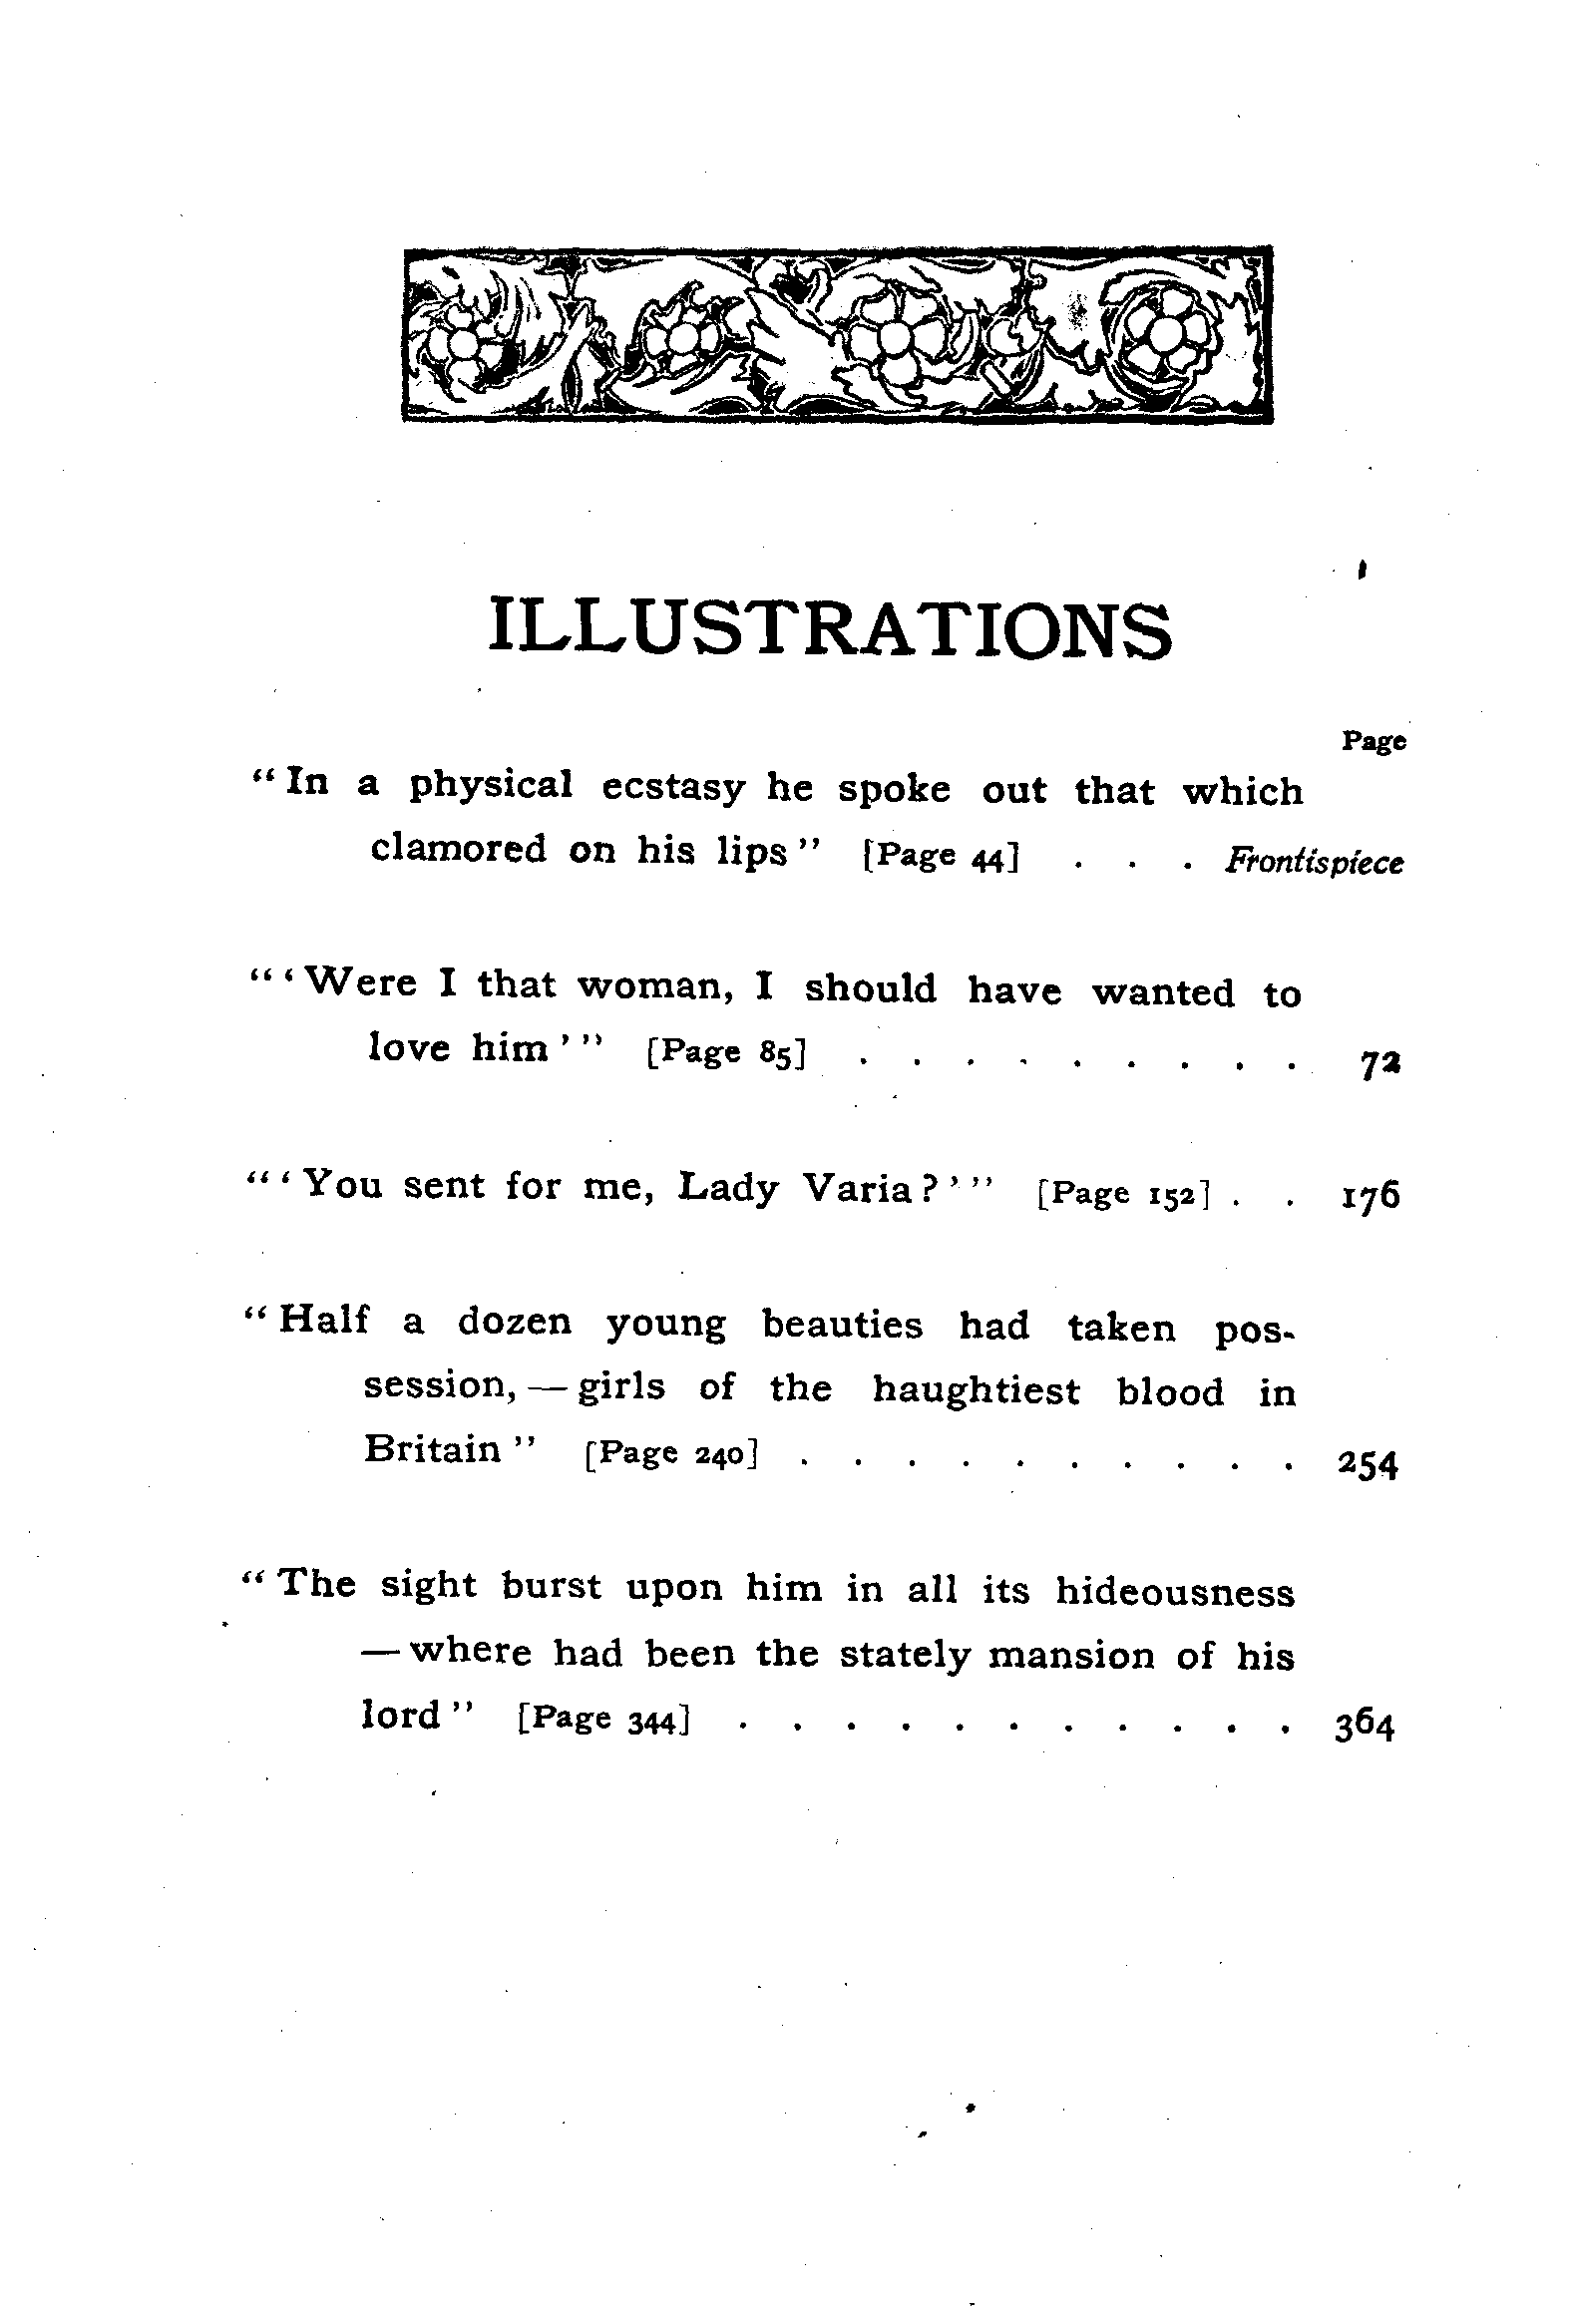 ILLUSTRATIONS
Page
“In a physical ecstasy he spoke out that which
clamored on his lips” [Page 44] . . . Frontispiece
“‘Were I that woman, I should have wanted to
love him’” [Page 85] . . . . . . . . . 72
“‘You sent for me, Lady Varia?’” [Page 152] . . 176
“Half a dozen young beauties had taken pos-
session, — girls of the haughtiest blood in
Britain” [Page 240] . . . . . . . . . . 254
“The sight burst upon him in all its hideousness
— where had been the stately mansion of his
lord” [Page 344] . . . . . . . . . . . 364